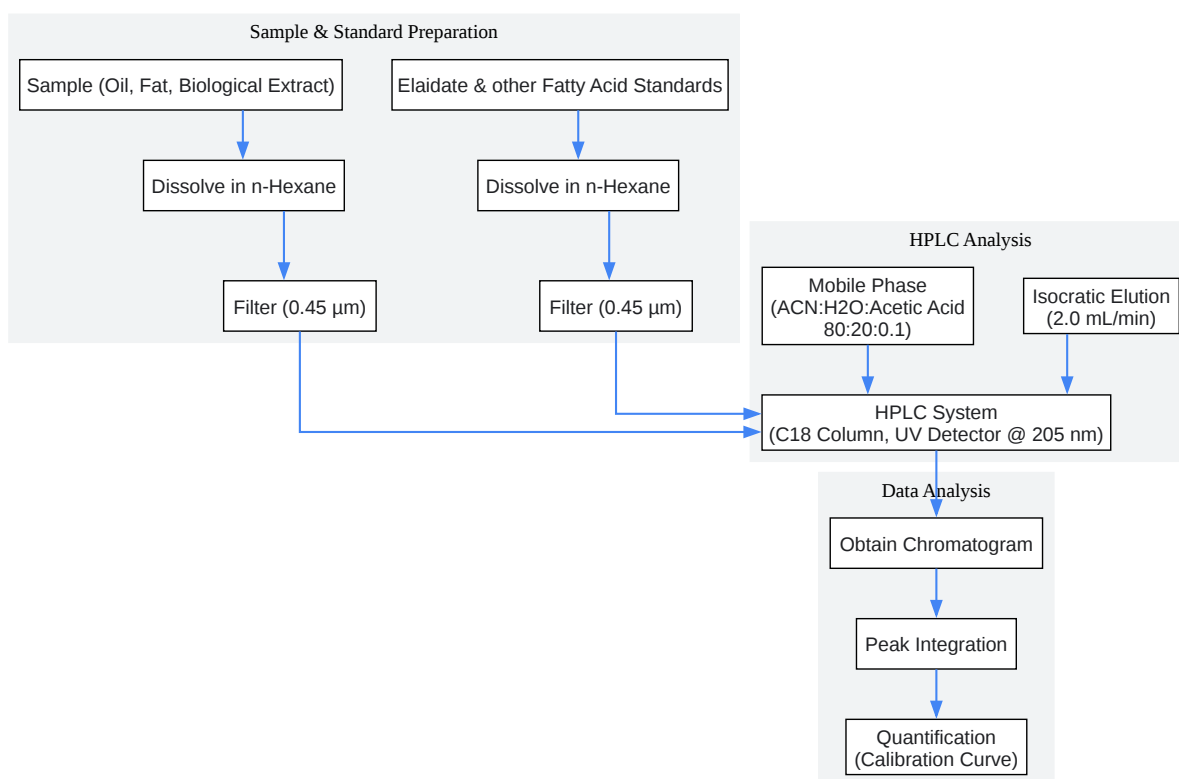 Sample & Standard Preparation
Sample (Oil, Fat, Biological Extract)
Elaidate & other Fatty Acid Standards
Dissolve in n-Hexane
Dissolve in n-Hexane
Filter (0.45 µm)
Filter (0.45 µm)
HPLC Analysis
Mobile Phase
(ACN:H2O:Acetic Acid
80:20:0.1)
Isocratic Elution
(2.0 mL/min)
HPLC System
(C18 Column, UV Detector @ 205 nm)
Data Analysis
Obtain Chromatogram
Peak Integration
Quantification
(Calibration Curve)